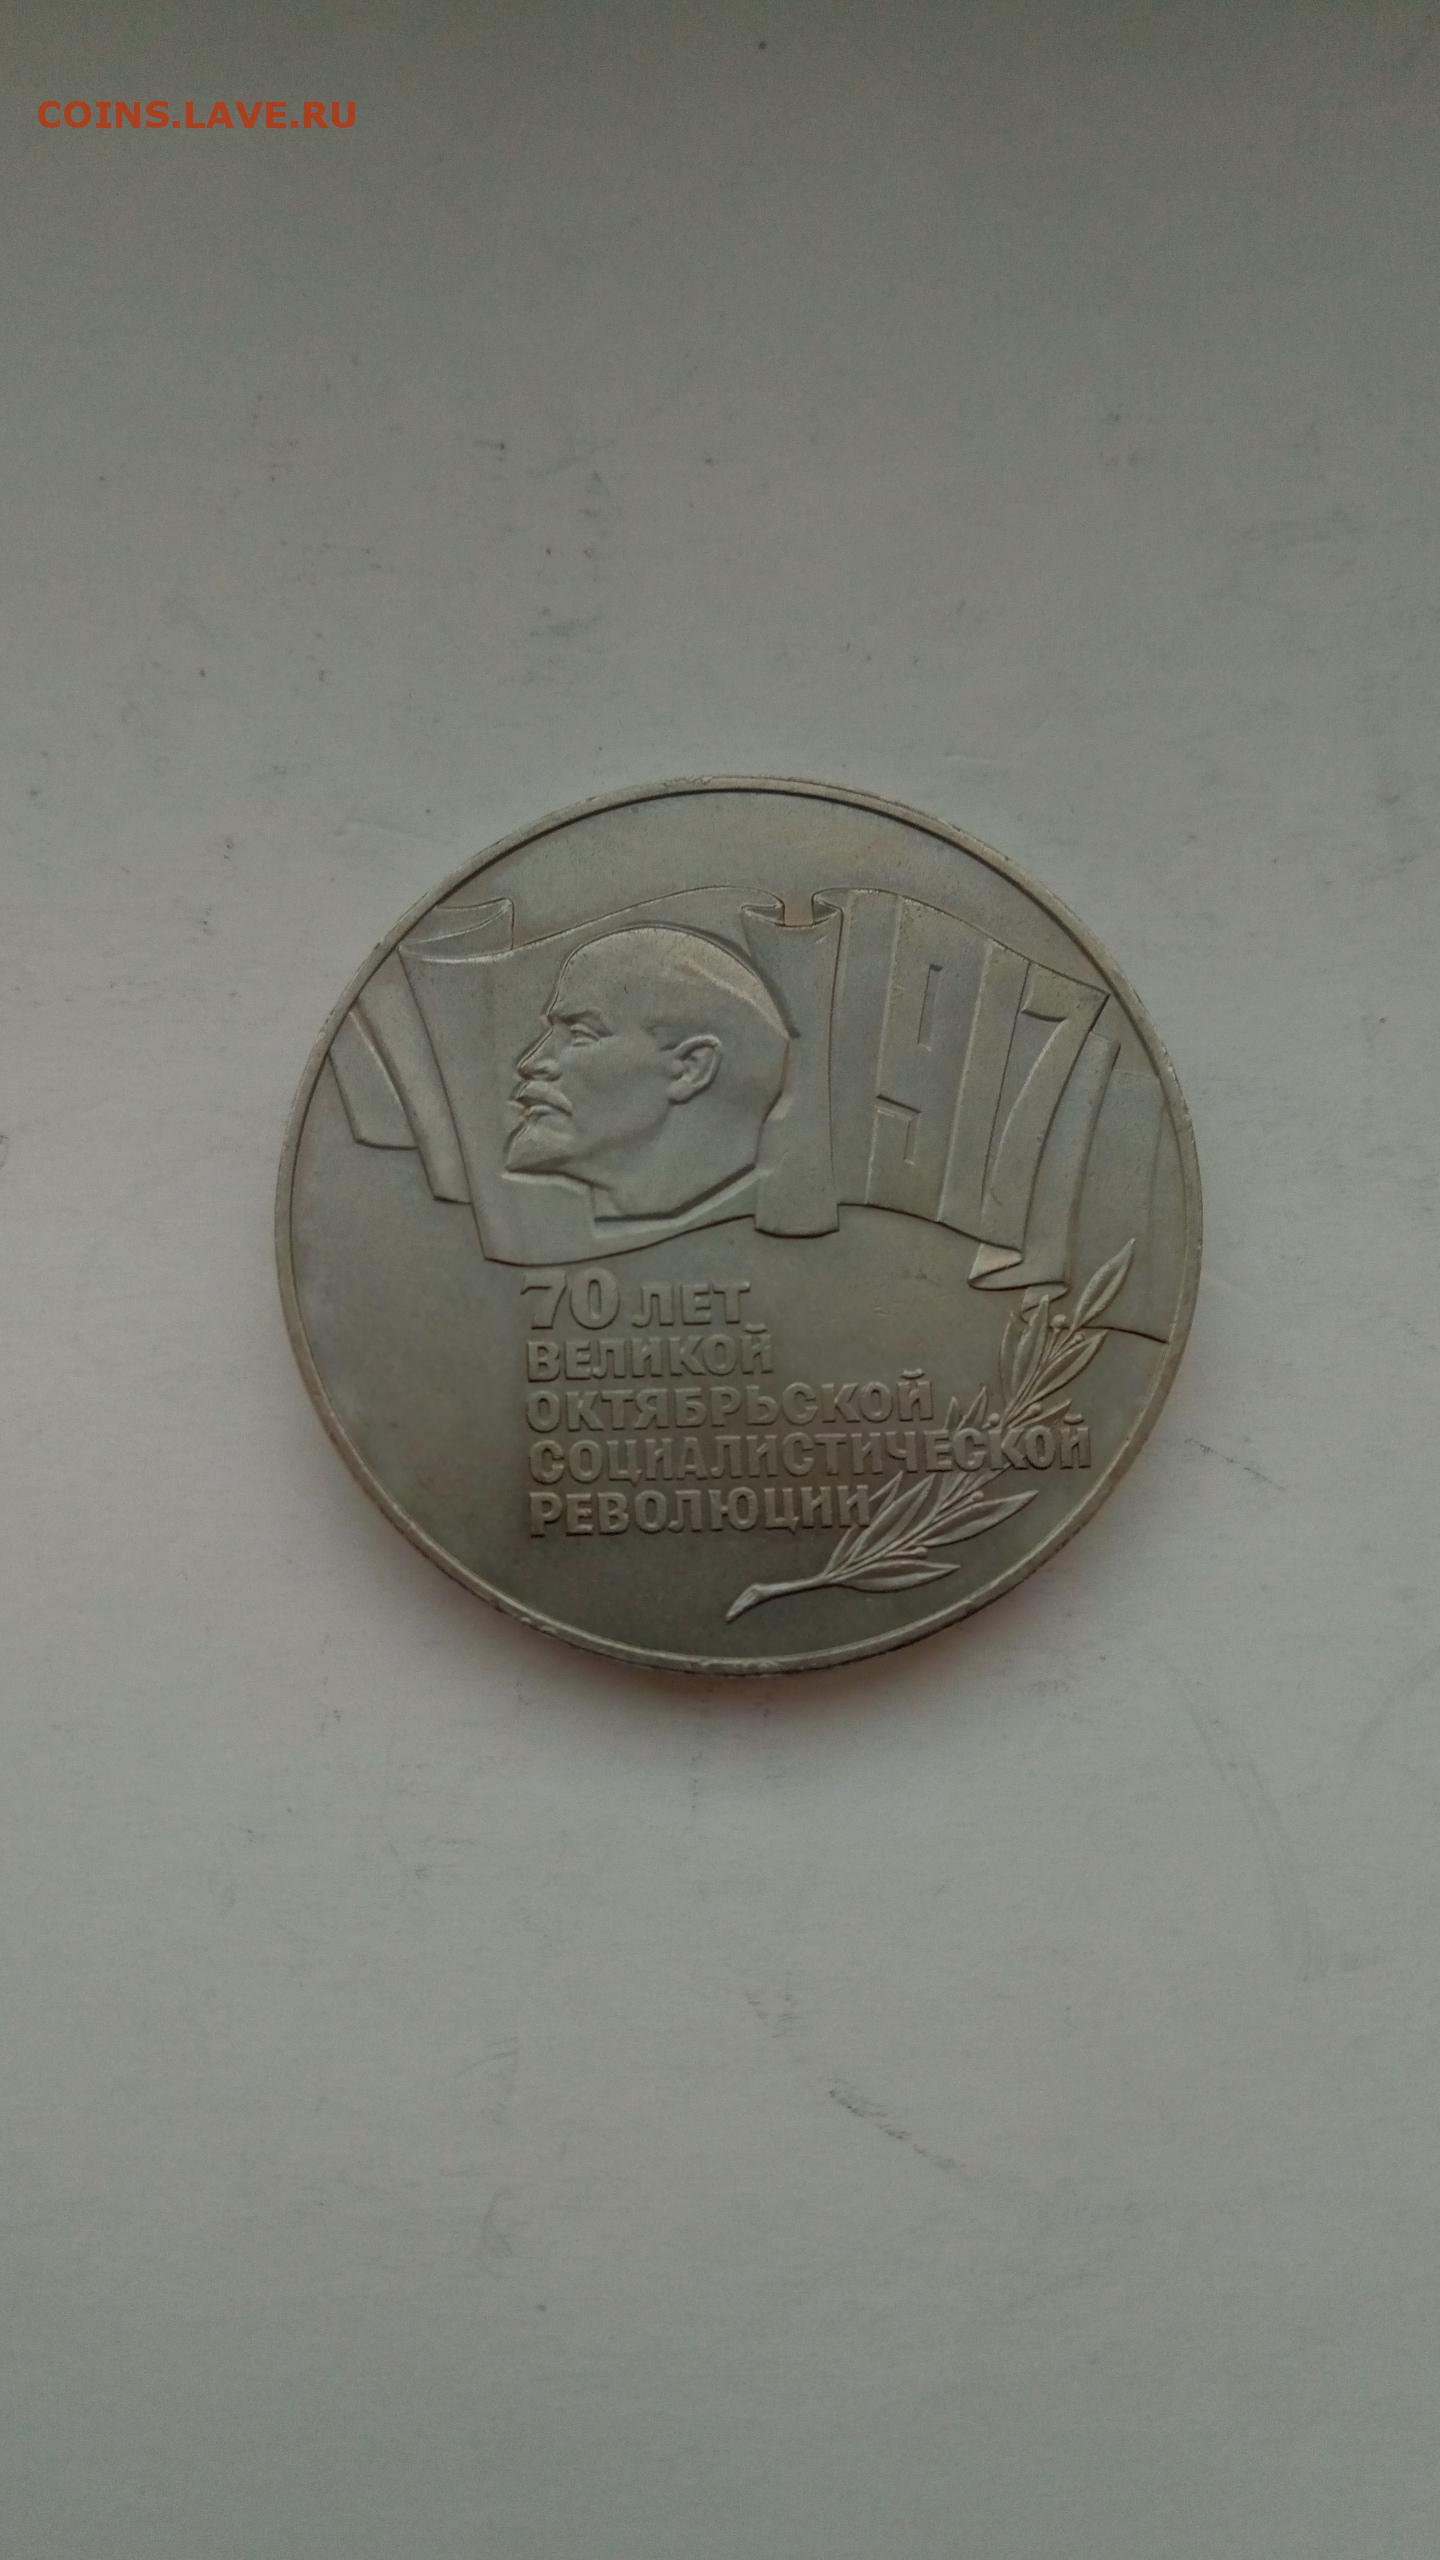 COINS.LAVE.RU
1917
70 ЛЕТ
ВЕЛИКОЙ
ОКТЯБРЬСКОЙ
СОЦИАЛИСТИЧЕСКОЙ
РЕВОЛЮЦИИ